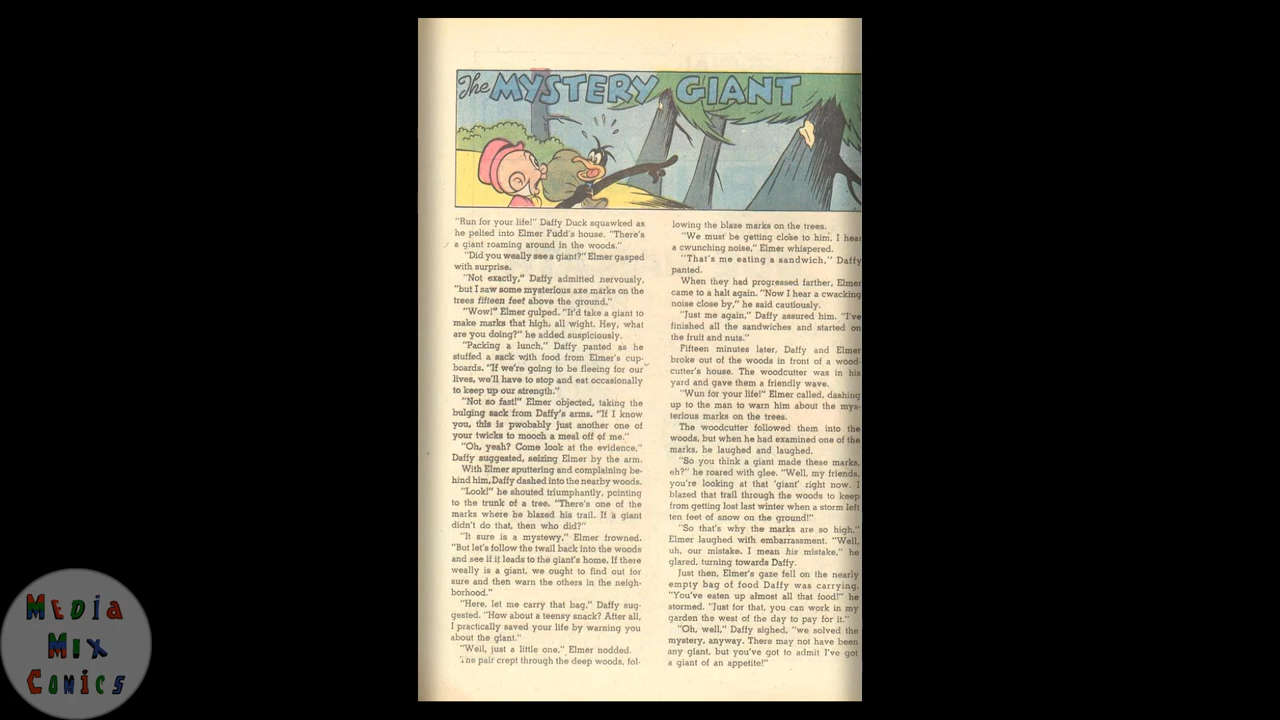 The MYSTERY GIANT
"Run for your life!" Daffy Duck squawked as
he pelted into Elmer Fudd's house. "There's
a giant roaming around in the woods."
"Did you weally see a giant?" Elmer gasped
with surprise.
"Not exactly," Daffy admitted nervously,
"but I saw some mysterious axe marks on the
trees fifteen feet above the ground."
"Wow!" Elmer gulped. "It'd take a giant to
make marks that high, all wight. Hey, what
are you doing?" he added suspiciously.
"Packing a lunch," Daffy panted as he
stuffed a sack with food from Elmer's cup-
boards. "If we're going to be fleeing for our
lives, we'll have to stop and eat occasionally
to keep up our strength."
"Not so fast!" Elmer objected, taking the
bulging sack from Daffy's arms. "If I know
you, this is pwobably just another one of
your twicks to mooch a meal off of me."
"Oh, yeah? Come look at the evidence,"
Daffy suggested, seizing Elmer by the arm.
With Elmer sputtering and complaining be-
hind him, Daffy dashed into the nearby woods.
"Look!" he shouted triumphantly, pointing
to the trunk of a tree. "There's one of the
marks where he blazed his trail. If a giant
didn't do that, then who did?"
"It sure is a mystewy," Elmer frowned.
"But let's follow the twail back into the woods
and see if it leads to the giant's home. If there
weally is a giant, we ought to find out for
sure and then warn the others in the neigh-
borhood."
"Here, let me carry that bag," Daffy sug-
gested. "How about a teensy snack? After all,
I practically saved your life by warning you
about the giant."
"Well, just a little one," Elmer nodded.
ne pair crept through the deep woods, fol-
lowing the blaze marks on the trees.
"We must be getting close to him, I hear
a cwunching noise," Elmer whispered.
"That's me eating a sandwich," Daffy
panted.
When they had progressed farther, Elmer
came to a halt again. "Now I hear a cwacking
noise close by," he said cautiously.
"Just me again," Daffy assured him. "I've
finished all the sandwiches and started on
the fruit and nuts."
Fifteen minutes later, Daffy and Elmer
broke out of the woods in front of a wood-
cutter's house. The woodcutter was in his
yard and gave them a friendly wave.
"Wun for your life!" Elmer called, dashing
up to the man to warn him about the mys-
terious marks on the trees.
The woodcutter followed them into the
woods, but when he had examined one of the
marks, he laughed and laughed.
"So you think a giant made these marks,
eh?" he roared with glee. "Well, my friends,
you're looking at that 'giant' right now. I
blazed that trail through the woods to keep
from getting lost last winter when a storm left
ten feet of snow on the ground!"
"So that's why the marks are so high,"
Elmer laughed with embarrassment. "Well,
uh, our mistake. I mean his mistake," he
glared, turning towards Daffy.
Just then, Elmer's gaze fell on the nearly
empty bag of food Daffy was carrying.
"You've eaten up almost all that food!" he
stormed. "Just for that, you can work in my
garden the west of the day to pay for it."
"Oh, well," Daffy sighed, "we solved the
mystery, anyway. There may not have been
any giant, but you've got to admit I've got
a giant of an appetite!"
MEDIA
MIX
COMICS